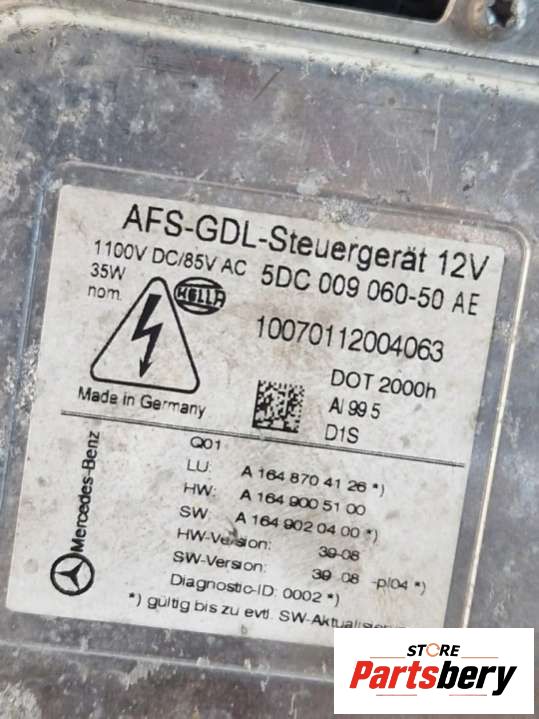 AFS-GDL-Steuergerät 12V
1100V DC/85V AC 5DC 009 060-50 AE
35W
nom.
HELLA
10070112004063
DOT 2000h
AI 99 5
D1S
Made in Germany
Mercedes-Benz
Q01
LU: A 164 870 41 26 *)
HW: A 164 900 51 00
SW: A 164 902 04 00 *)
HW-Version: 39-08
SW-Version: 39 08 -pl04 *)
Diagnostic-ID: 0002 *)
*) gültig bis zu evtl. SW-Aktualisierung
STORE
Partsbery